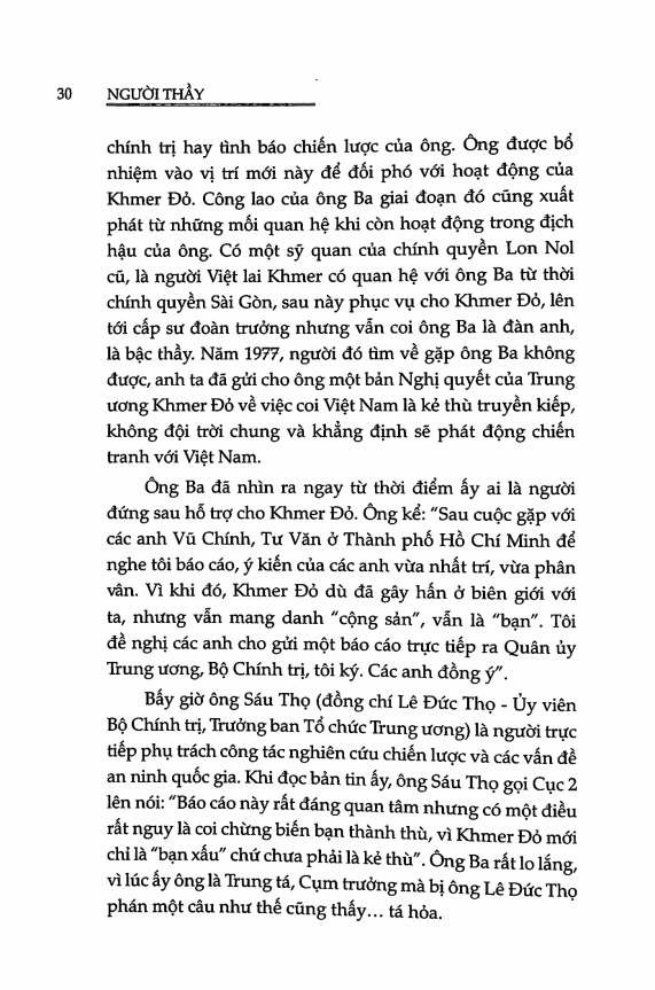 30 NGƯỜI THẦY
chính trị hay tình báo chiến lược của ông. Ông được bổ
nhiệm vào vị trí mới này để đối phó với hoạt động của
Khmer Đỏ. Công lao của ông Ba giai đoạn đó cũng xuất
phát từ những mối quan hệ khi còn hoạt động trong địch
hậu của ông. Có một sỹ quan của chính quyền Lon Nol
cũ, là người Việt lai Khmer có quan hệ với ông Ba từ thời
chính quyền Sài Gòn, sau này phục vụ cho Khmer Đỏ, lên
tới cấp sư đoàn trưởng nhưng vẫn coi ông Ba là đàn anh,
là bậc thầy. Năm 1977, người đó tìm về gặp ông Ba không
được, anh ta đã gửi cho ông một bản Nghị quyết của Trung
ương Khmer Đỏ về việc coi Việt Nam là kẻ thù truyền kiếp,
không đội trời chung và khẳng định sẽ phát động chiến
tranh với Việt Nam.
Ông Ba đã nhìn ra ngay từ thời điểm ấy ai là người
đứng sau hỗ trợ cho Khmer Đỏ. Ông kể: "Sau cuộc gặp với
các anh Vũ Chính, Tư Văn ở Thành phố Hồ Chí Minh để
nghe tôi báo cáo, ý kiến của các anh vừa nhất trí, vừa phân
vân. Vì khi đó, Khmer Đỏ dù đã gây hấn ở biên giới với
ta, nhưng vẫn mang danh "cộng sản", vẫn là "bạn". Tôi
đề nghị các anh cho gửi một báo cáo trực tiếp ra Quân ủy
Trung ương, Bộ Chính trị, tôi ký. Các anh đồng ý".
Bấy giờ ông Sáu Thọ (đồng chí Lê Đức Thọ - Ủy viên
Bộ Chính trị, Trưởng ban Tổ chức Trung ương) là người trực
tiếp phụ trách công tác nghiên cứu chiến lược và các vấn đề
an ninh quốc gia. Khi đọc bản tin ấy, ông Sáu Thọ gọi Cục 2
lên nói: "Báo cáo này rất đáng quan tâm nhưng có một điều
rất nguy là coi chừng biến bạn thành thù, vì Khmer Đỏ mới
chỉ là "bạn xấu" chứ chưa phải là kẻ thù". Ông Ba rất lo lắng,
vì lúc ấy ông là Trung tá, Cụm trưởng mà bị ông Lê Đức Thọ
phán một câu như thế cũng thấy... tá hỏa.